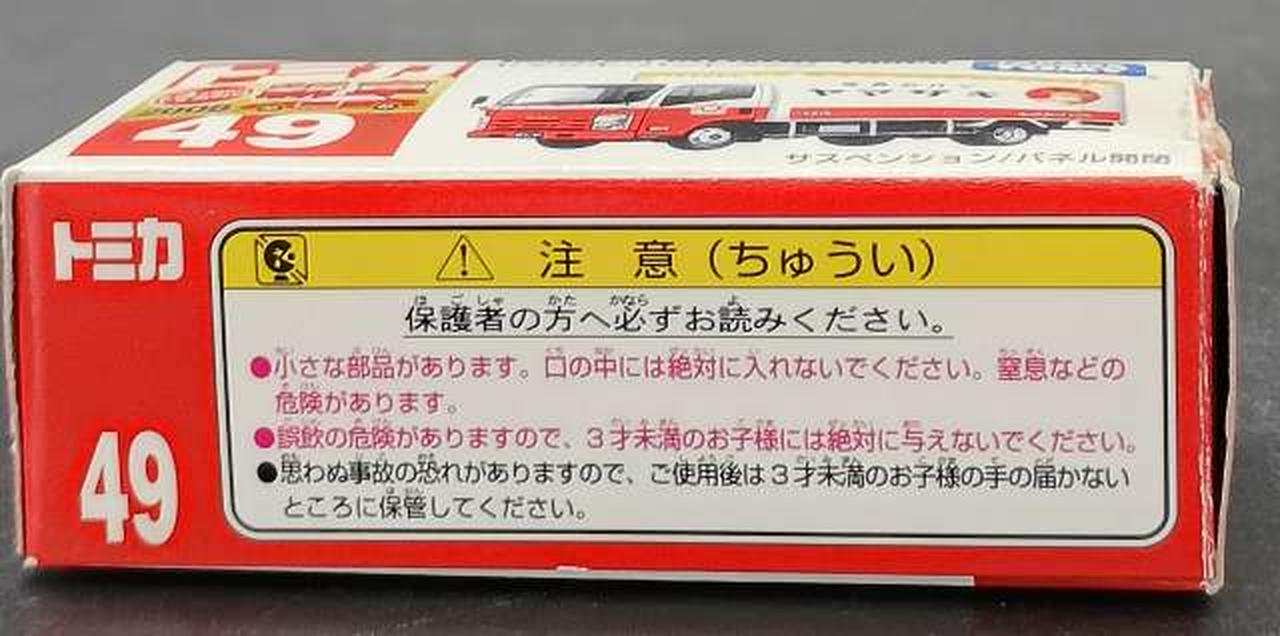 トミカ
49
ヤマザキ
サスペンション/パネル開閉
トミカ
49
注 意（ちゅうい）
保護者の方へ必ずお読みください。
●小さな部品があります。口の中には絶対に入れないでください。窒息などの
危険があります。
●誤飲の危険がありますので、3才未満のお子様には絶対に与えないでください。
●思わぬ事故の恐れがありますので、ご使用後は3才未満のお子様の手の届かない
ところに保管してください。